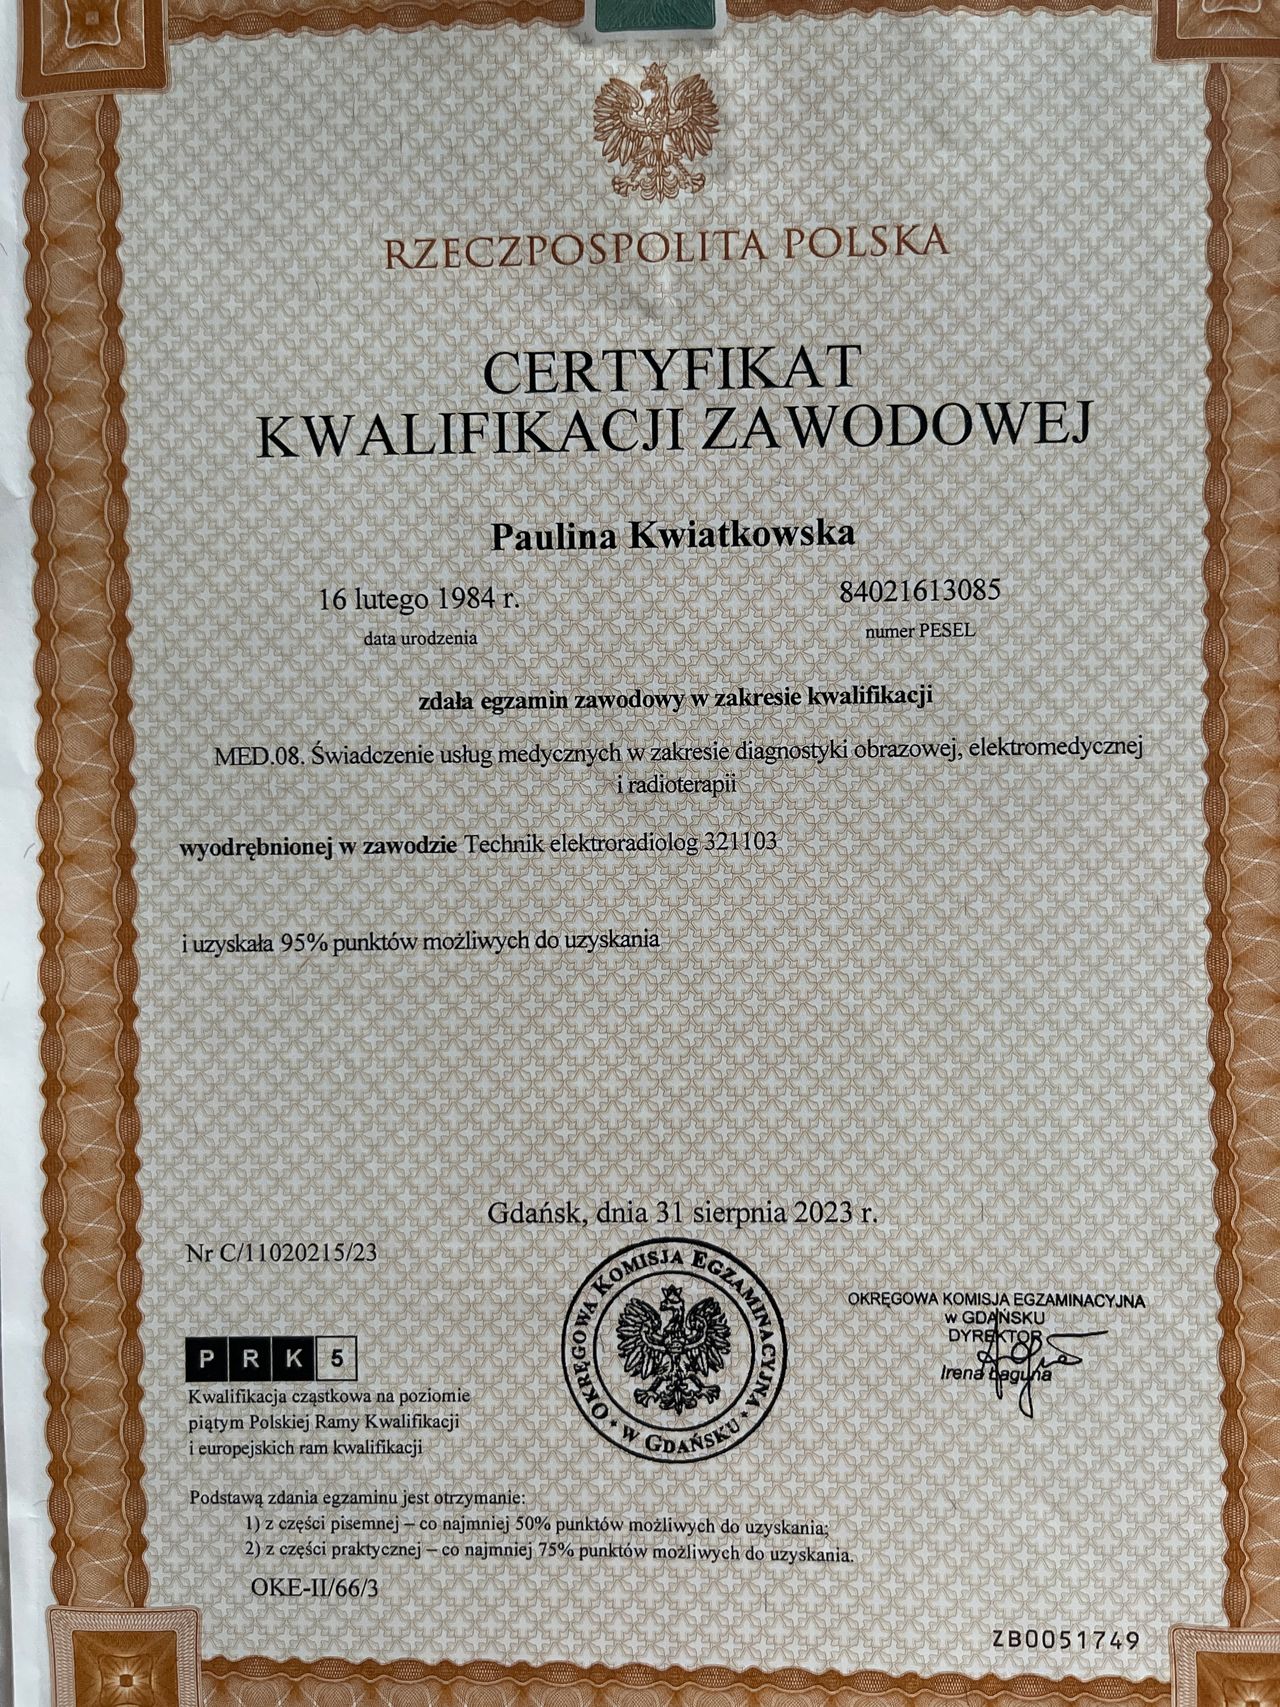 RZECZPOSPOLITA POLSKA
CERTYFIKAT
KWALIFIKACJI ZAWODOWEJ
Paulina Kwiatkowska
16 lutego 1984 r.
data urodzenia
84021613085
numer PESEL
zdała egzamin zawodowy w zakresie kwalifikacji
MED.08. Świadczenie usług medycznych w zakresie diagnostyki obrazowej, elektromedycznej
i radioterapii
wyodrębnionej w zawodzie Technik elektroradiolog 321103
i uzyskała 95% punktów możliwych do uzyskania
Gdańsk, dnia 31 sierpnia 2023 r.
Nr C/11020215/23
OKRĘGOWA KOMISJA EGZAMINACYJNA
W GDAŃSKU
OKRĘGOWA KOMISJA EGZAMINACYJNA
w GDAŃSKU
DYREKTOR
Irena Łaguna
P R K 5
Kwalifikacja cząstkowa na poziomie
piątym Polskiej Ramy Kwalifikacji
i europejskich ram kwalifikacji
Podstawą zdania egzaminu jest otrzymanie:
1) z części pisemnej – co najmniej 50% punktów możliwych do uzyskania;
2) z części praktycznej – co najmniej 75% punktów możliwych do uzyskania.
OKE-II/66/3
ZB0051749